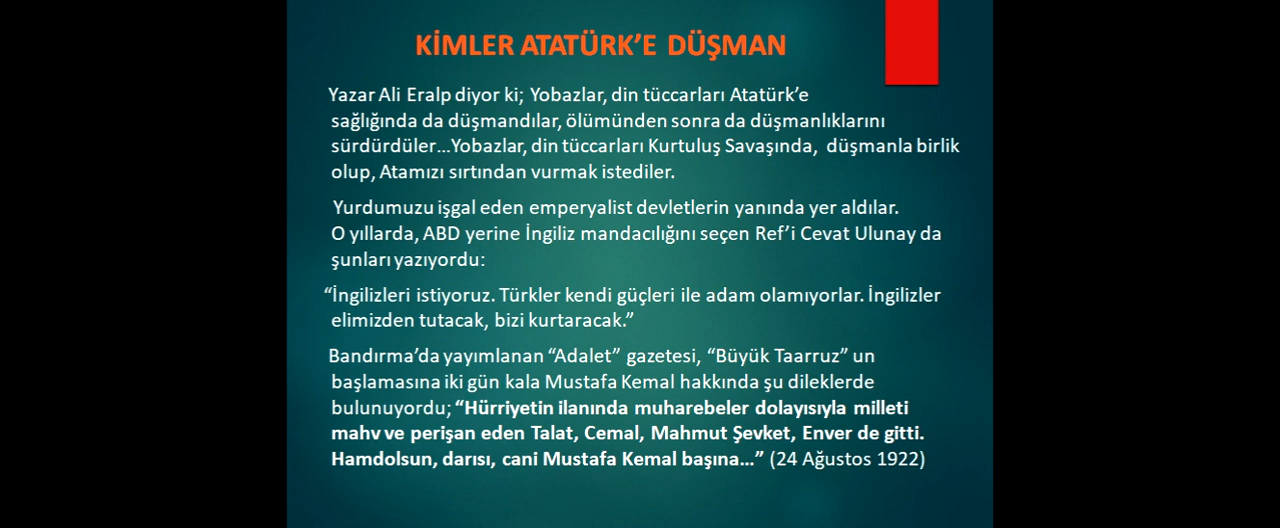 KİMLER ATATÜRK’E DÜŞMAN
Yazar Ali Eralp diyor ki; Yobazlar, din tüccarları Atatürk’e
sağlığında da düşmandılar, ölümünden sonra da düşmanlıklarını
sürdürdüler…Yobazlar, din tüccarları Kurtuluş Savaşında, düşmanla birlik
olup, Atamızı sırtından vurmak istediler.
Yurdumuzu işgal eden emperyalist devletlerin yanında yer aldılar.
O yıllarda, ABD yerine İngiliz mandacılığını seçen Ref’i Cevat Ulunay da
şunları yazıyordu:
“İngilizleri istiyoruz. Türkler kendi güçleri ile adam olamıyorlar. İngilizler
elimizden tutacak, bizi kurtaracak.”
Bandırma’da yayımlanan “Adalet” gazetesi, “Büyük Taarruz” un
başlamasına iki gün kala Mustafa Kemal hakkında şu dileklerde
bulunuyordu; “Hürriyetin ilanında muharebeler dolayısıyla milleti
mahv ve perişan eden Talat, Cemal, Mahmut Şevket, Enver de gitti.
Hamdolsun, darısı, cani Mustafa Kemal başına…” (24 Ağustos 1922)